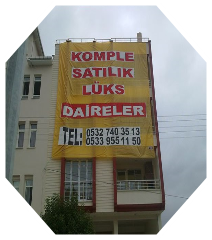 KOMPLE
SATILIK
LÜKS
DAİRELER
TEL: 0532 740 35 13
0533 955 11 50